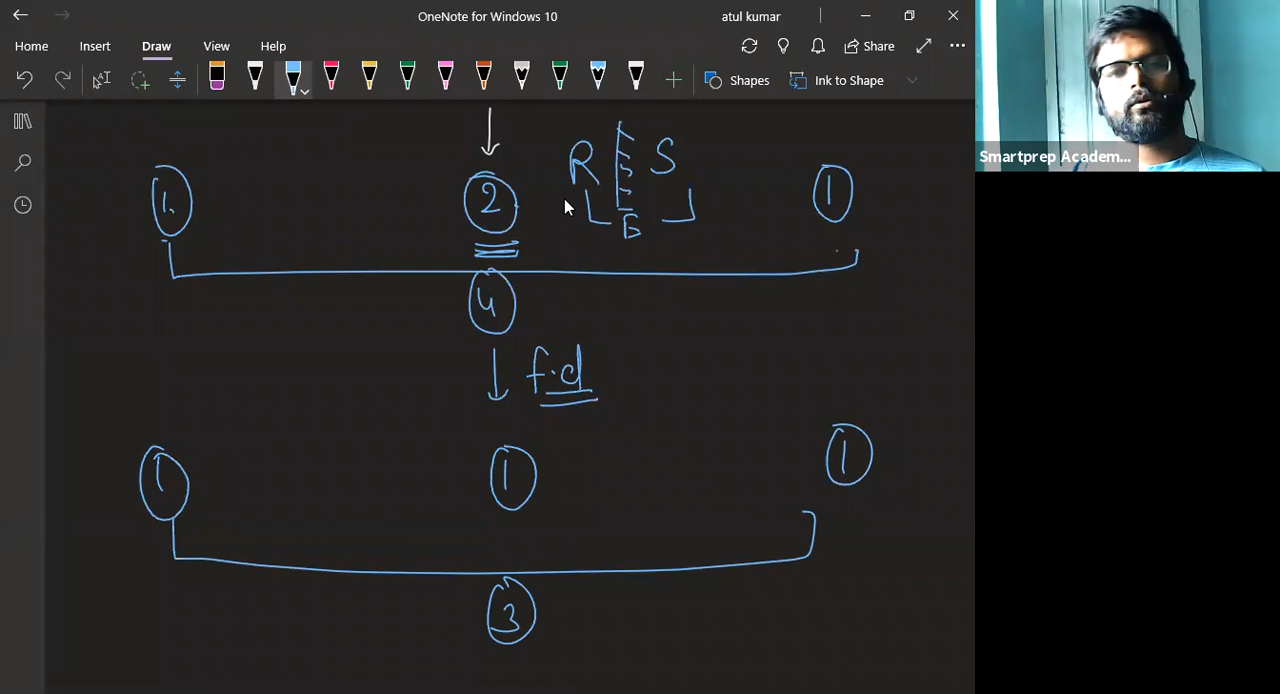 OneNote for Windows 10
atul kumar
Home Insert Draw View Help
Share
Shapes
Ink to Shape
Smartprep Academ...
R S
1. 2 1
4
f.d
1 1 1
3